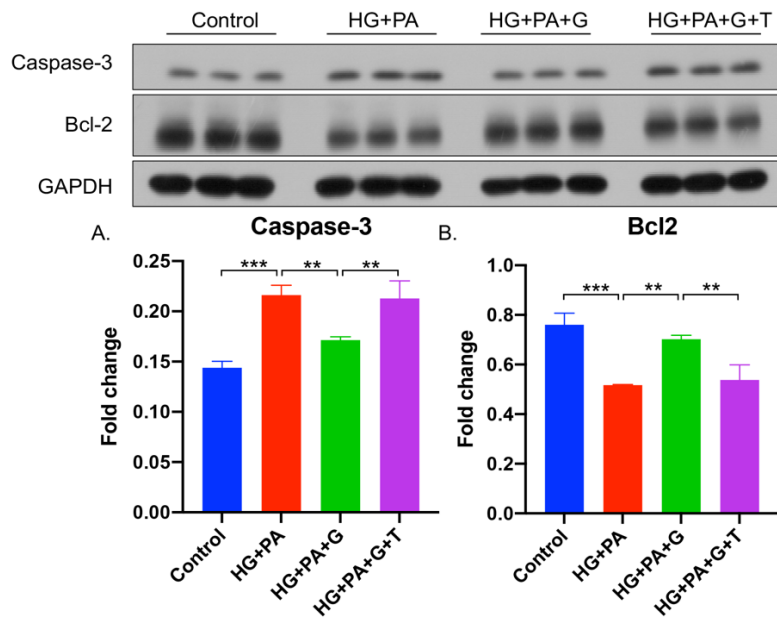 Control HG+PA HG+PA+G HG+PA+G+T
Caspase-3
Bcl-2
GAPDH
A. Caspase-3
B. Bcl2
Fold change
0.25
0.20
0.15
0.10
0.05
0.00
*** ** **
Control HG+PA HG+PA+G HG+PA+G+T
Fold change
1.0
0.8
0.6
0.4
0.2
0.0
*** ** **
Control HG+PA HG+PA+G HG+PA+G+T